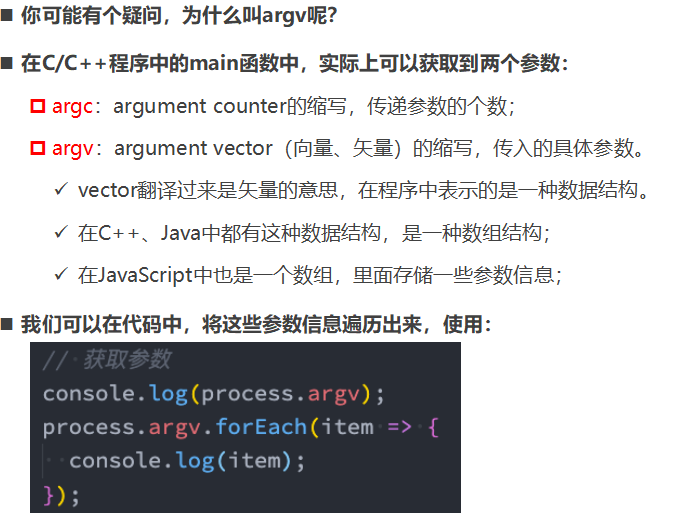 你可能有个疑问，为什么叫argv呢？
在C/C++程序中的main函数中，实际上可以获取到两个参数：
argc：argument counter的缩写，传递参数的个数；
argv：argument vector（向量、矢量）的缩写，传入的具体参数。
vector翻译过来是矢量的意思，在程序中表示的是一种数据结构。
在C++、Java中都有这种数据结构，是一种数组结构；
在JavaScript中也是一个数组，里面存储一些参数信息；
我们可以在代码中，将这些参数信息遍历出来，使用：
// 获取参数
console.log(process.argv);
process.argv.forEach(item => {
  console.log(item);
});